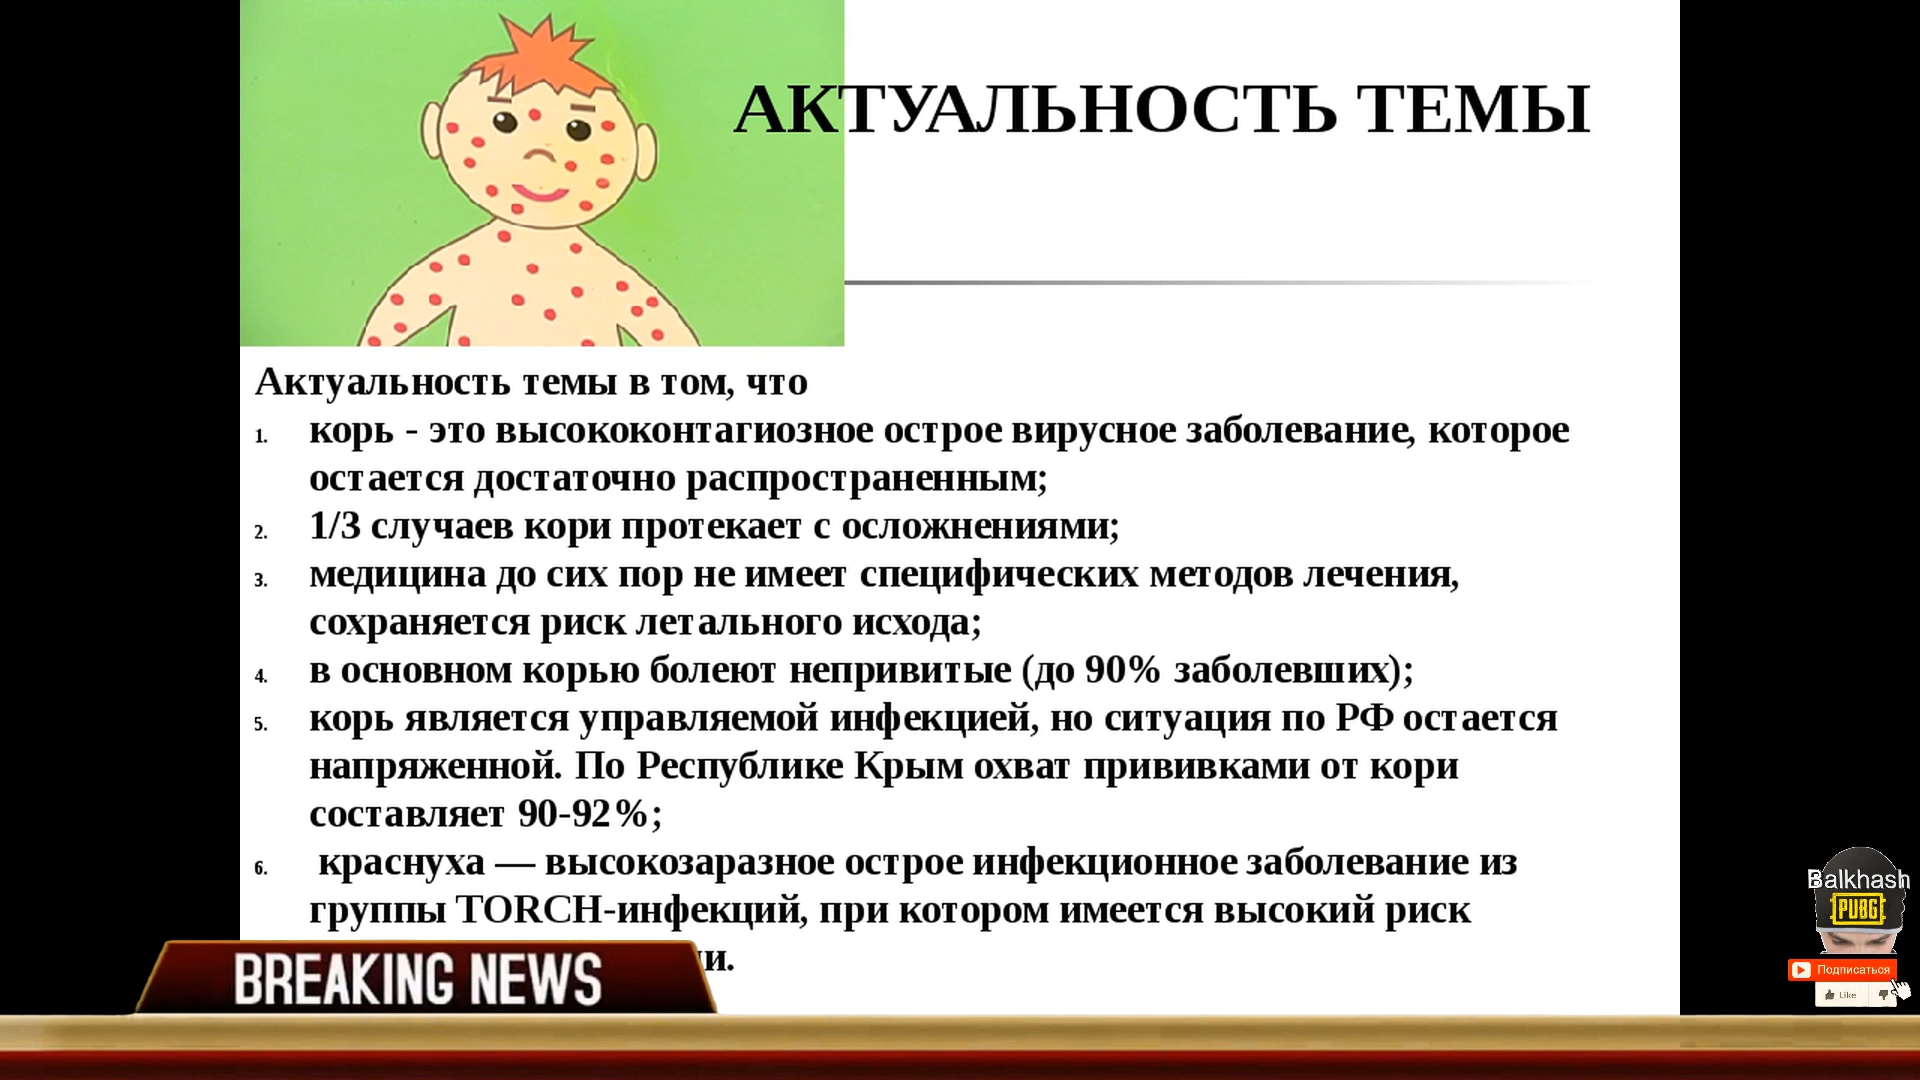 АКТУАЛЬНОСТЬ ТЕМЫ
Актуальность темы в том, что
1. корь - это высококонтагиозное острое вирусное заболевание, которое
остается достаточно распространенным;
2. 1/3 случаев кори протекает с осложнениями;
3. медицина до сих пор не имеет специфических методов лечения,
сохраняется риск летального исхода;
4. в основном корью болеют непривитые (до 90% заболевших);
5. корь является управляемой инфекцией, но ситуация по РФ остается
напряженной. По Республике Крым охват прививками от кори
составляет 90-92%;
6. краснуха — высокозаразное острое инфекционное заболевание из
группы TORCH-инфекций, при котором имеется высокий риск
BREAKING NEWS
Balkhash
PUBG
Подписаться
Like